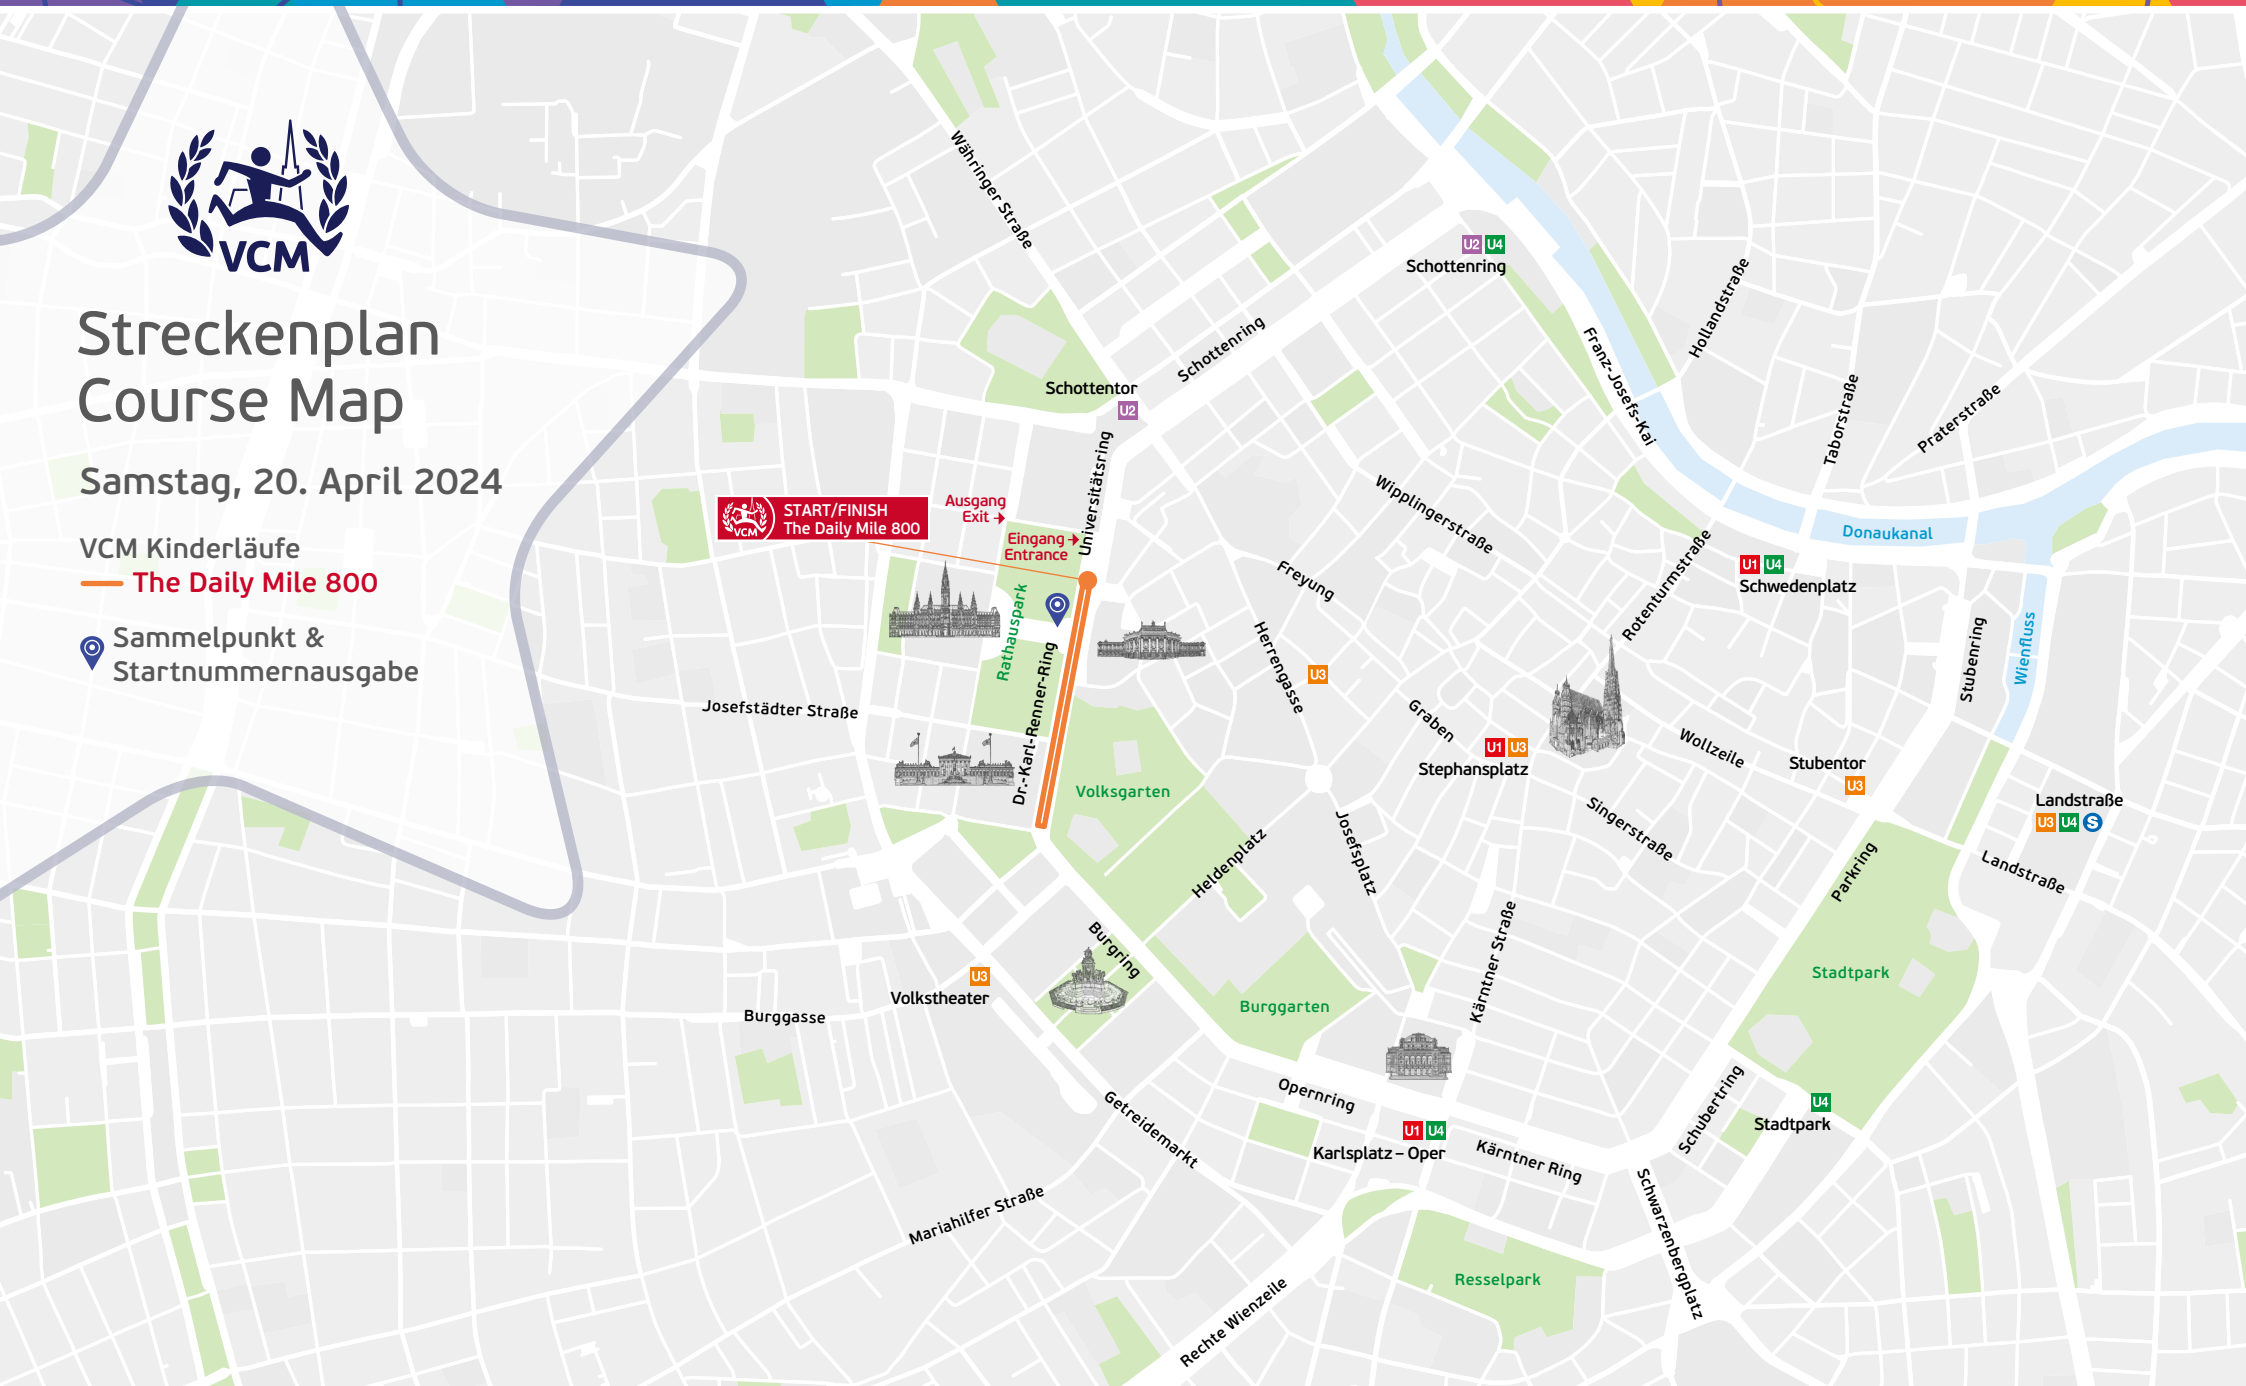 VCM
Streckenplan
Course Map
Samstag, 20. April 2024
VCM Kinderläufe
The Daily Mile 800
Sammelpunkt &
Startnummernausgabe
Währinger Straße
U2 U4
Schottenring
Schottenring
Schottentor
U2
Universitätsring
Franz-Josefs-Kai
Hollandstraße
Taborstraße
Praterstraße
VCM
START/FINISH
The Daily Mile 800
Ausgang
Exit
Eingang
Entrance
Wipplingerstraße
Donaukanal
Freyung
Rotenturmstraße
U1 U4
Schwedenplatz
Rathauspark
Herrengasse
U3
Stubenring
Wienfluss
Josefstädter Straße
Dr.-Karl-Renner-Ring
Graben
U1 U3
Stephansplatz
Wollzeile
Stubentor
U3
Volksgarten
Singerstraße
Landstraße
U3 U4 S
Landstraße
Heldenplatz
Josefsplatz
Parkring
Burgring
Kärntner Straße
Stadtpark
U3
Volkstheater
Burggasse
Burggarten
Opernring
Getreidemarkt
U1 U4
Karlsplatz – Oper
Kärntner Ring
Schubertring
U4
Stadtpark
Mariahilfer Straße
Schwarzenbergplatz
Resselpark
Rechte Wienzeile